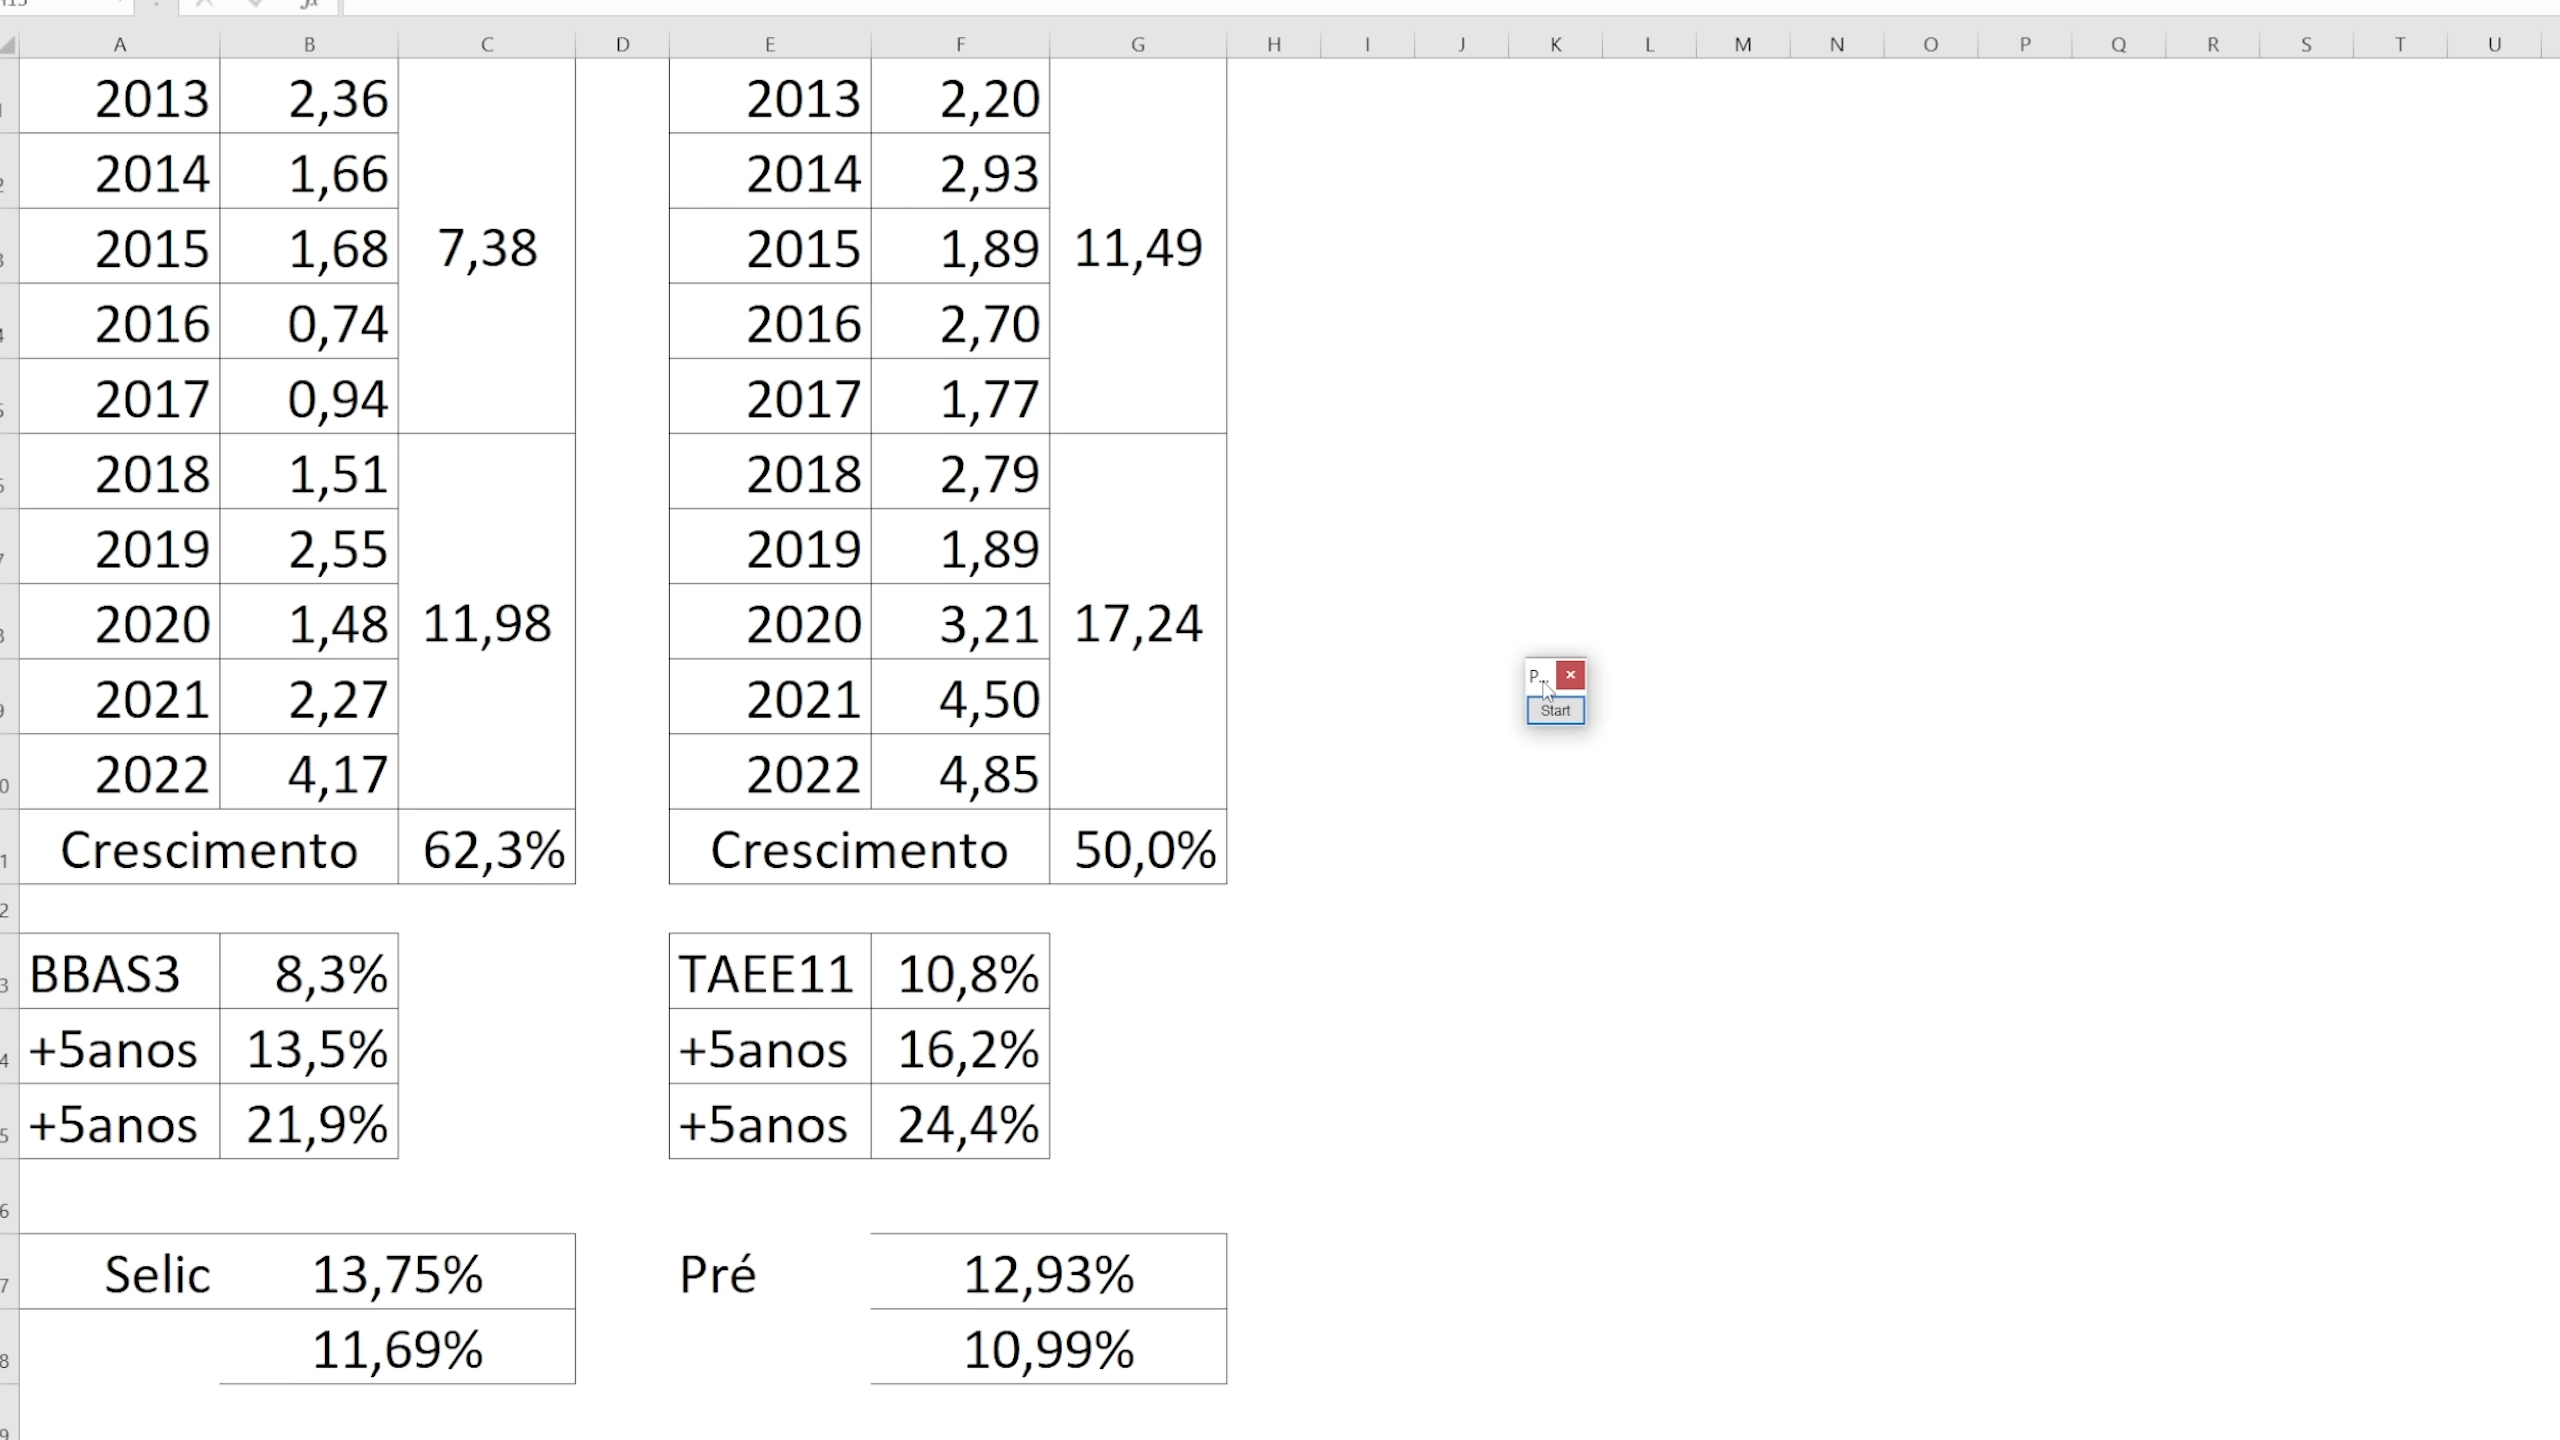 A B C D E F G H I J K L M N O P Q R S T U
2013 2,36 2013 2,20
2014 1,66 2014 2,93
2015 1,68 7,38 2015 1,89 11,49
2016 0,74 2016 2,70
2017 0,94 2017 1,77
2018 1,51 2018 2,79
2019 2,55 2019 1,89
2020 1,48 11,98 2020 3,21 17,24
P...
2021 2,27 2021 4,50
Start
2022 4,17 2022 4,85
Crescimento 62,3% Crescimento 50,0%
BBAS3 8,3% TAEE11 10,8%
+5anos 13,5% +5anos 16,2%
+5anos 21,9% +5anos 24,4%
Selic 13,75% Pré 12,93%
11,69% 10,99%